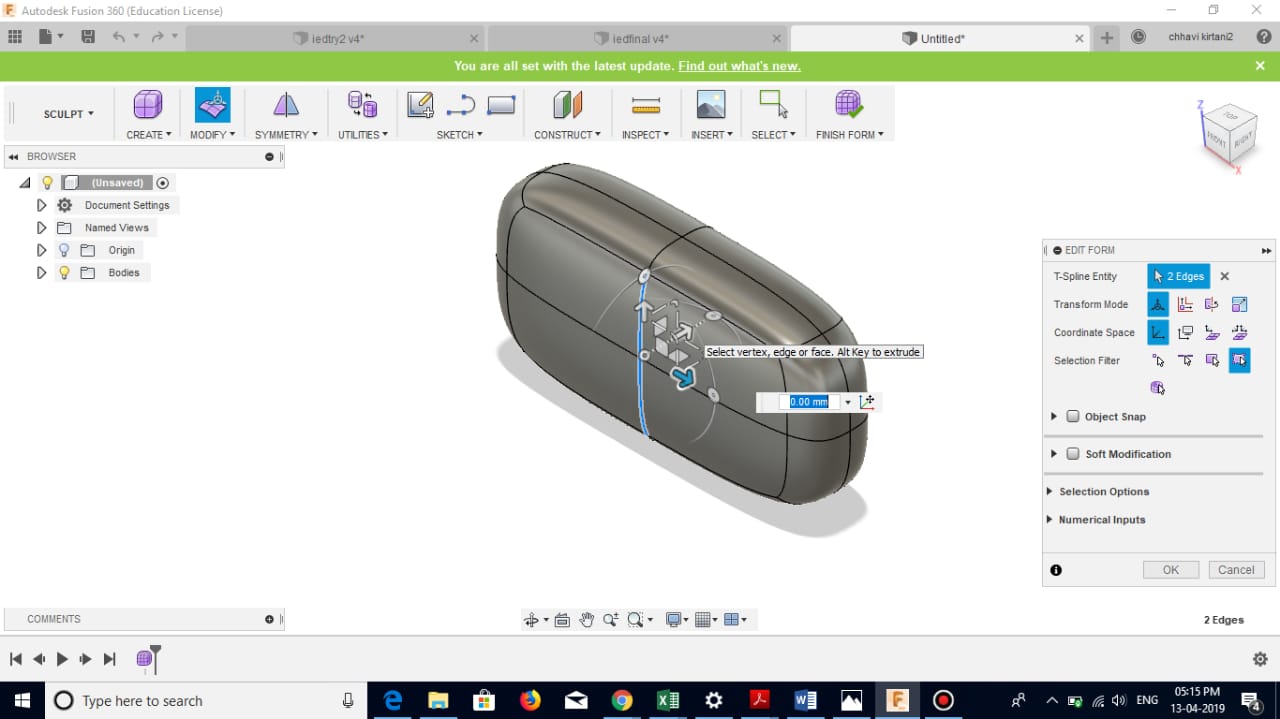 Autodesk Fusion 360 (Education License)
iedtry2 v4*
iedfinal v4*
Untitled*
chhavi kirtani2
You are all set with the latest update. Find out what's new.
SCULPT
CREATE
MODIFY
SYMMETRY
UTILITIES
SKETCH
CONSTRUCT
INSPECT
INSERT
SELECT
FINISH FORM
Z
TOP
FRONT
RIGHT
X
BROWSER
(Unsaved)
Document Settings
Named Views
Origin
Bodies
EDIT FORM
T-Spline Entity
2 Edges
Transform Mode
Coordinate Space
Selection Filter
Object Snap
Soft Modification
Selection Options
Numerical Inputs
OK
Cancel
Select vertex, edge or face. Alt Key to extrude
0.00 mm
COMMENTS
2 Edges
Type here to search
ENG
05:15 PM
13-04-2019
4